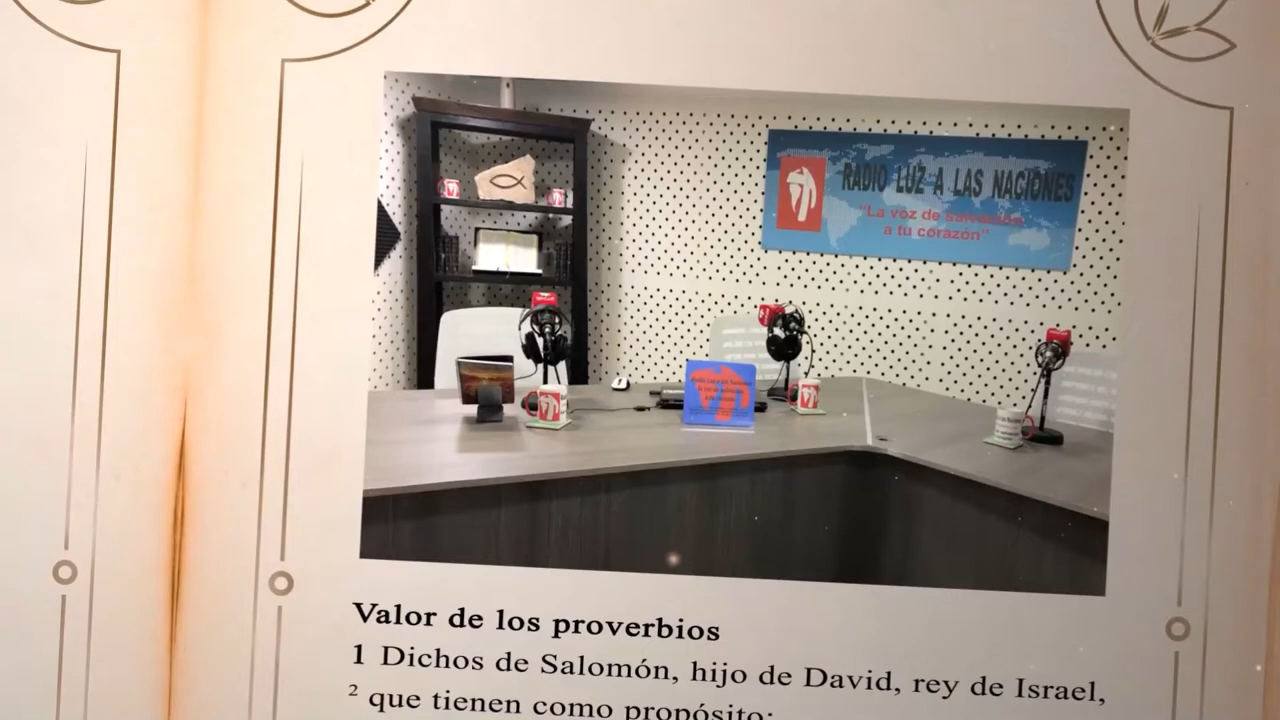 RADIO LUZ A LAS NACIONES
"La voz de salvación
a tu corazón"
Valor de los proverbios
1 Dichos de Salomón, hijo de David, rey de Israel,
2 que tienen como propósito: